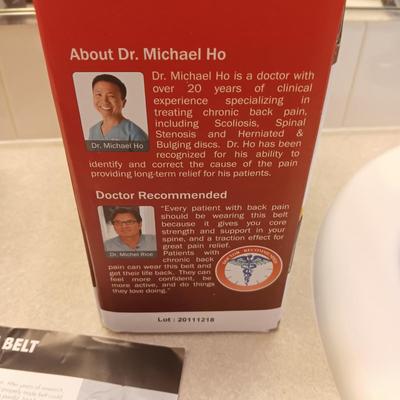 About Dr. Michael Ho
Dr. Michael Ho is a doctor with
over 20 years of clinical
experience specializing in
treating chronic back pain,
including Scoliosis, Spinal
Stenosis and Herniated &
Bulging discs. Dr. Ho has been
recognized for his ability to
identify and correct the cause of the pain
providing long-term relief for his patients.
Dr. Michael Ho
Doctor Recommended
"Every patient with back pain
should be wearing this belt
because it gives you core
strength and support in your
spine, and a traction effect for
great pain relief.
Patients with
chronic back
pain can wear this belt and
get their life back. They can
feel more confident, be
more active, and do things
they love doing."
Dr. Michel Rice
DOCTOR RECOMMENDED
Lot : 20111218
BELT
After years of research